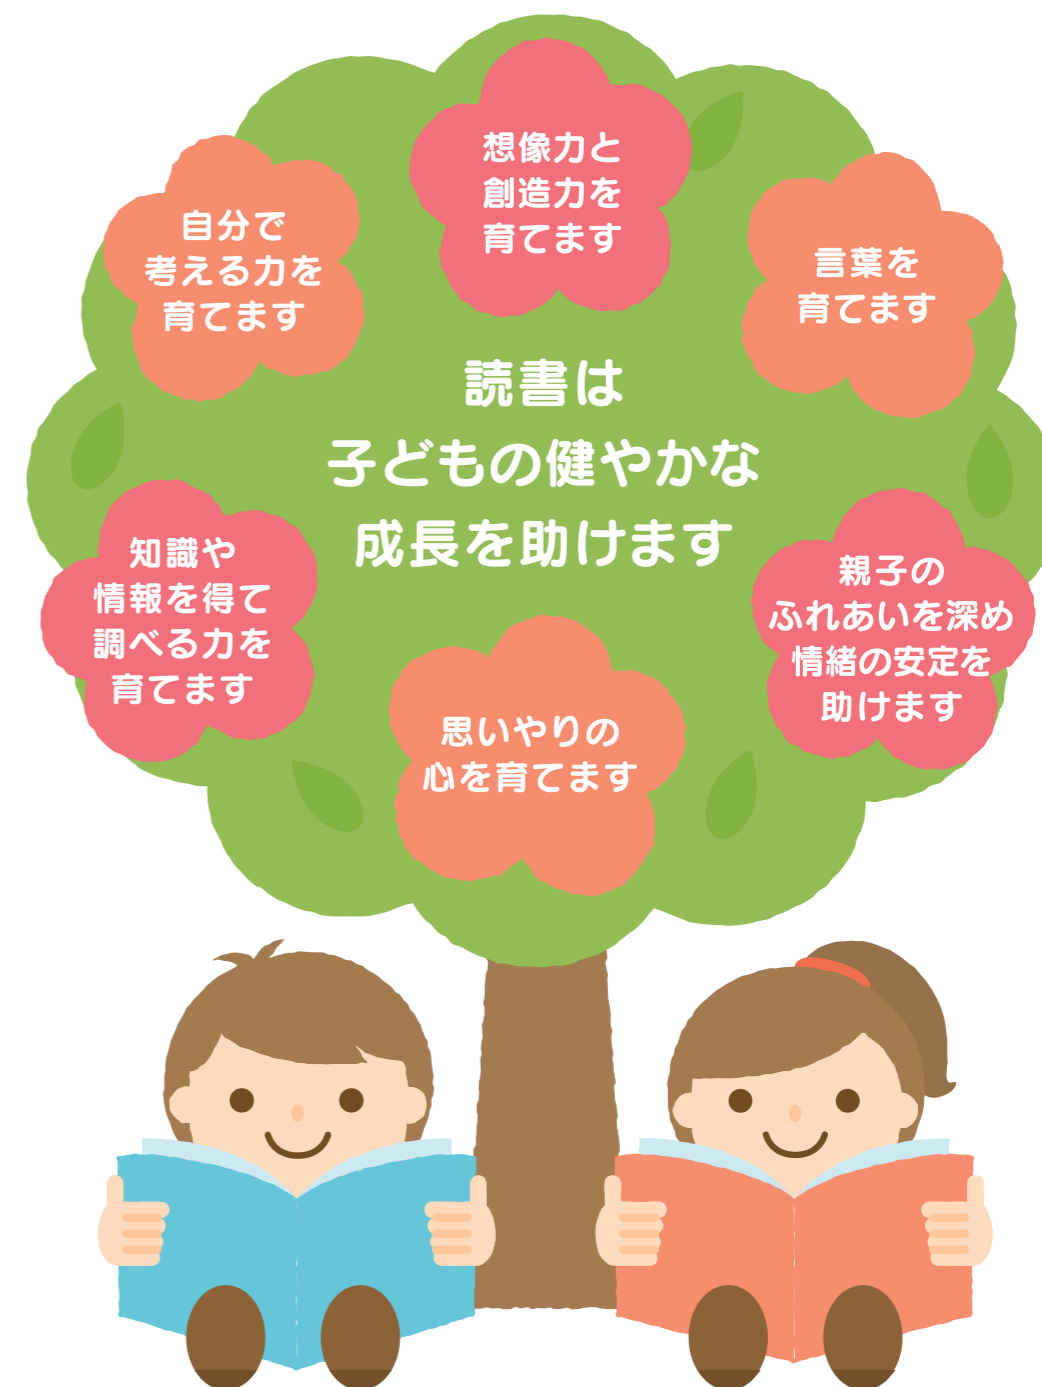 想像力と
創造力を
育てます
自分で
考える力を
育てます
言葉を
育てます
読書は
子どもの健やかな
成長を助けます
知識や
情報を得て
調べる力を
育てます
親子の
ふれあいを深め
情緒の安定を
助けます
思いやりの
心を育てます